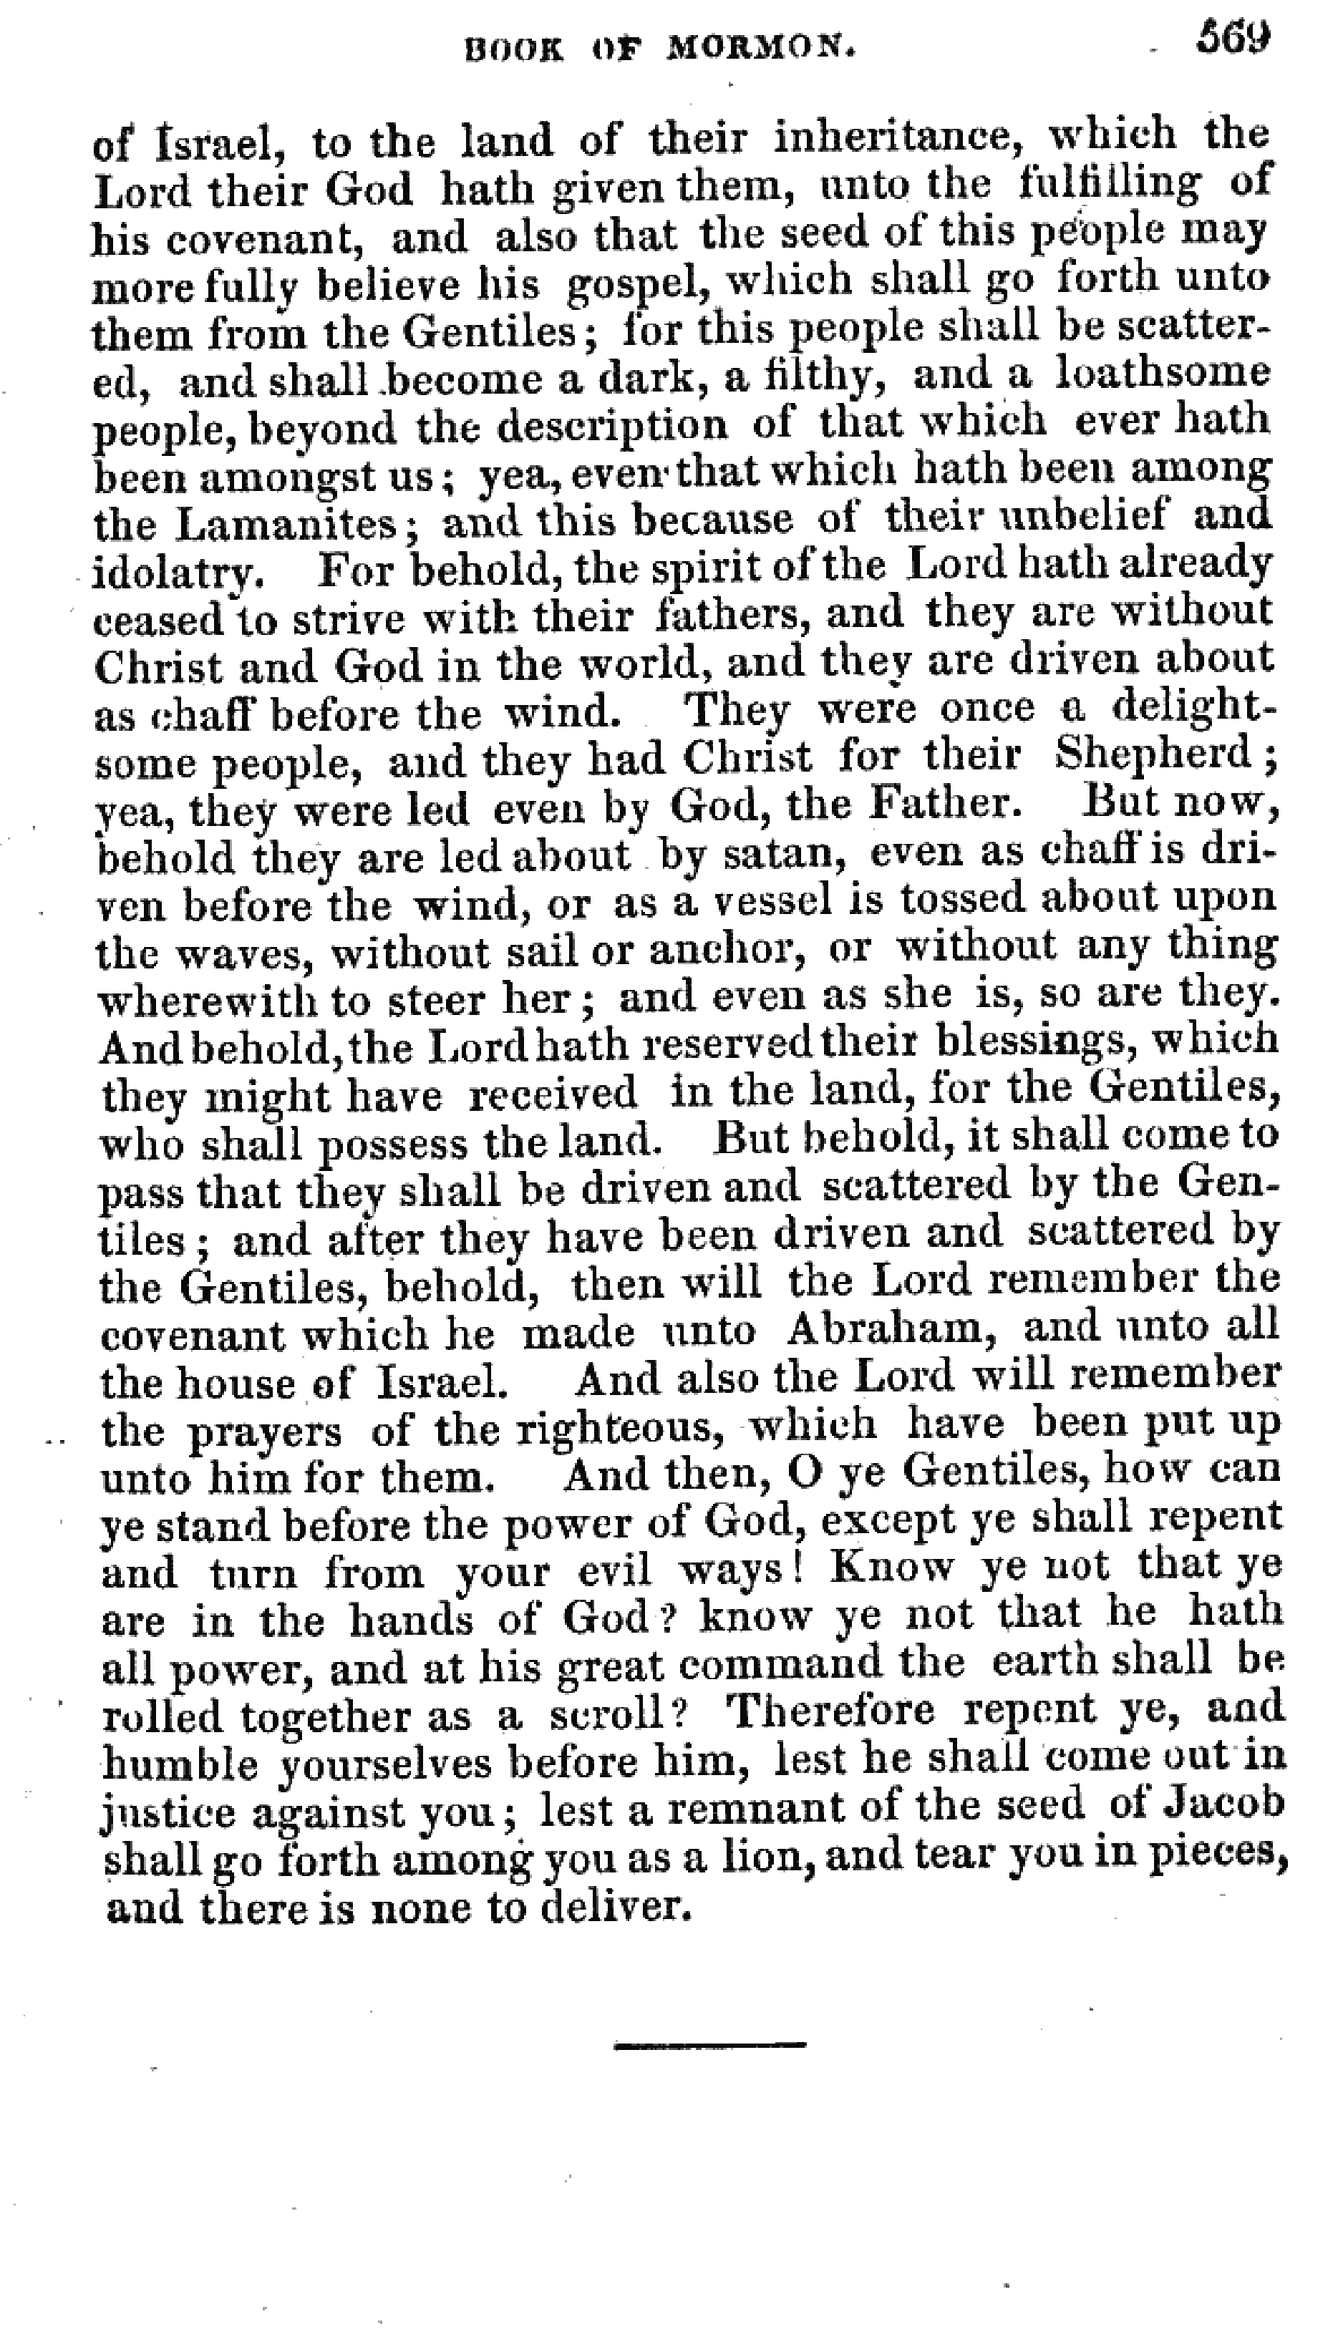 BOOK OF MORMON. 569
of Israel, to the land of their inheritance, which the
Lord their God hath given them, unto the fulfilling of
his covenant, and also that the seed of this people may
more fully believe his gospel, which shall go forth unto
them from the Gentiles; for this people shall be scatter-
ed, and shall become a dark, a filthy, and a loathsome
people, beyond the description of that which ever hath
been amongst us; yea, even that which hath been among
the Lamanites; and this because of their unbelief and
idolatry. For behold, the spirit of the Lord hath already
ceased to strive with their fathers, and they are without
Christ and God in the world, and they are driven about
as chaff before the wind. They were once a delight-
some people, and they had Christ for their Shepherd;
yea, they were led even by God, the Father. But now,
behold they are led about by satan, even as chaff is dri-
ven before the wind, or as a vessel is tossed about upon
the waves, without sail or anchor, or without any thing
wherewith to steer her; and even as she is, so are they.
And behold, the Lord hath reserved their blessings, which
they might have received in the land, for the Gentiles,
who shall possess the land. But behold, it shall come to
pass that they shall be driven and scattered by the Gen-
tiles; and after they have been driven and scattered by
the Gentiles, behold, then will the Lord remember the
covenant which he made unto Abraham, and unto all
the house of Israel. And also the Lord will remember
the prayers of the righteous, which have been put up
unto him for them. And then, O ye Gentiles, how can
ye stand before the power of God, except ye shall repent
and turn from your evil ways! Know ye not that ye
are in the hands of God? know ye not that he hath
all power, and at his great command the earth shall be
rolled together as a scroll? Therefore repent ye, and
humble yourselves before him, lest he shall come out in
justice against you; lest a remnant of the seed of Jacob
shall go forth among you as a lion, and tear you in pieces,
and there is none to deliver.